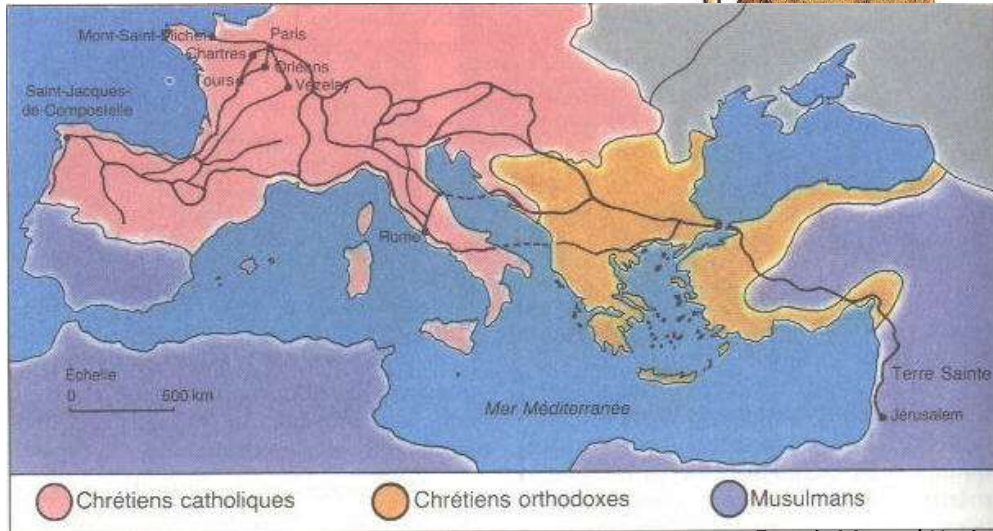 Mont-Saint-Michel
Paris
Chartres
Orléans
Tours
Vézelay
Saint-Jacques-
de Compostelle
Rome
Échelle
0 500 km
Mer Méditerranée
Terre Sainte
Jérusalem
Chrétiens catholiques
Chrétiens orthodoxes
Musulmans